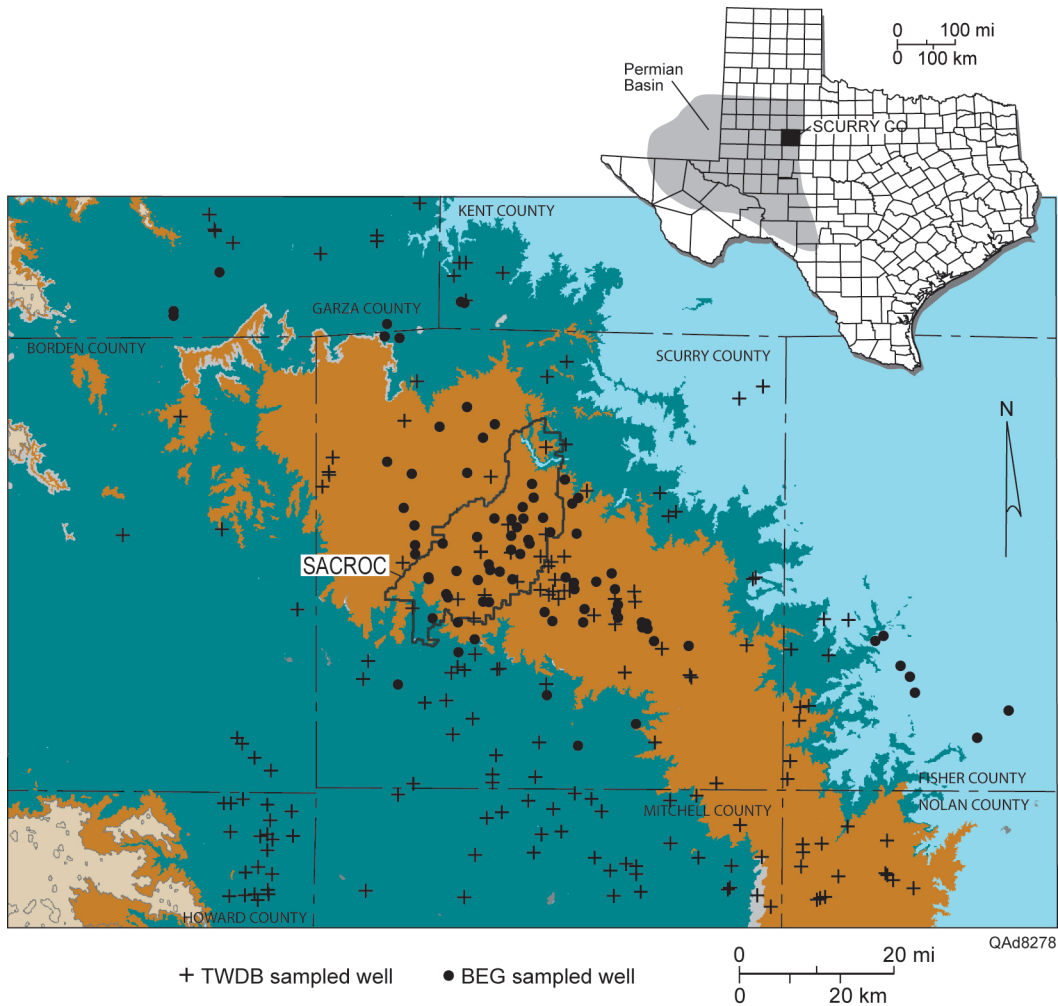 0 100 mi
0 100 km
Permian
Basin
SCURRY CO
KENT COUNTY
GARZA COUNTY
BORDEN COUNTY
SCURRY COUNTY
N
SACROC
FISHER COUNTY
MITCHELL COUNTY
NOLAN COUNTY
HOWARD COUNTY
QAd8278
+ TWDB sampled well
● BEG sampled well
0 20 mi
0 20 km